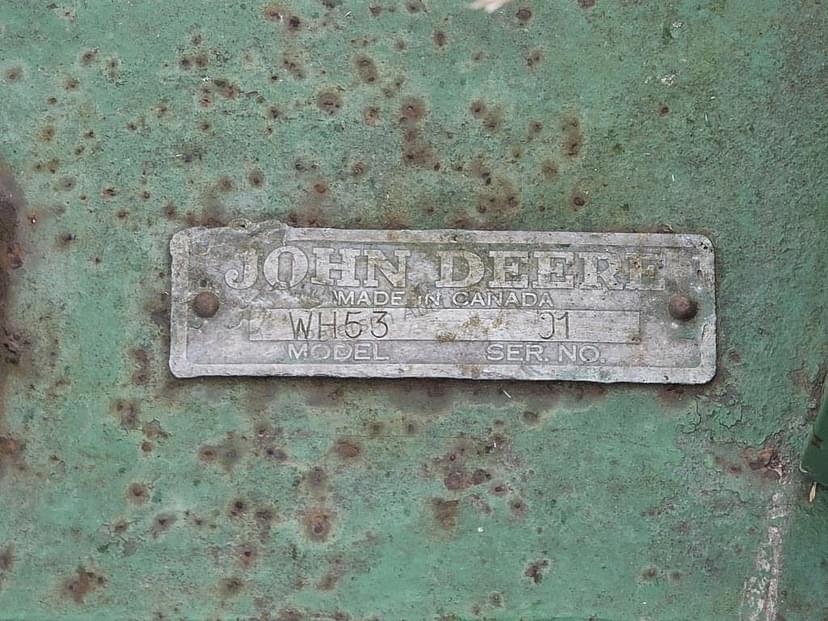 JOHN DEERE
MADE IN CANADA
WH53 01
MODEL SER. NO.